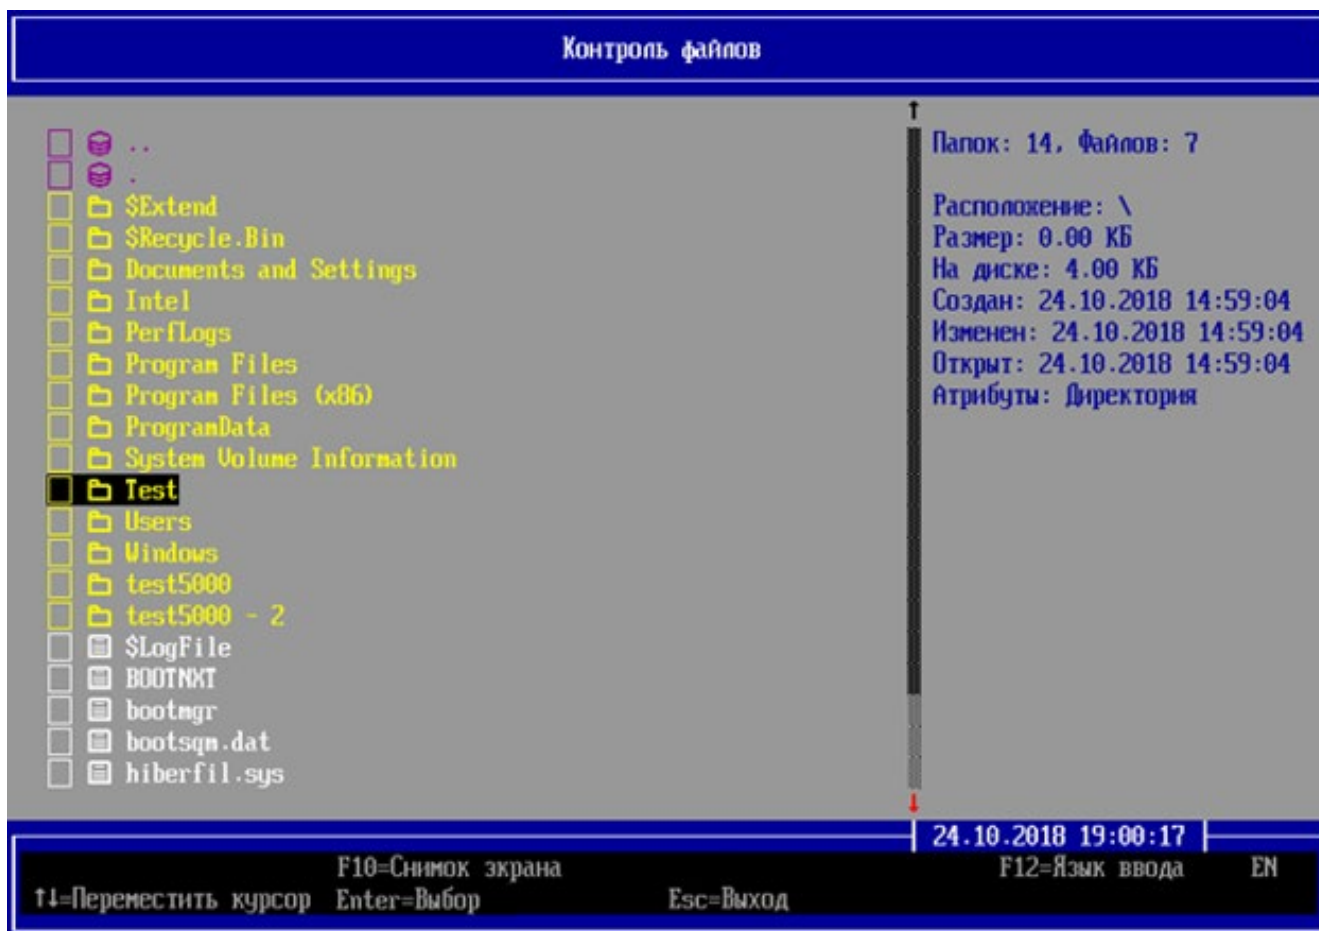 Контроль файлов
..
.
$Extend
$Recycle.Bin
Documents and Settings
Intel
PerfLogs
Program Files
Program Files (x86)
ProgramData
System Volume Information
Test
Users
Windows
test5000
test5000 - 2
$LogFile
BOOTNXT
bootmgr
bootsqm.dat
hiberfil.sys
Папок: 14, Файлов: 7
Расположение: \
Размер: 0.00 КБ
На диске: 4.00 КБ
Создан: 24.10.2018 14:59:04
Изменен: 24.10.2018 14:59:04
Открыт: 24.10.2018 14:59:04
Атрибуты: Директория
24.10.2018 19:00:17
F10=Снимок экрана F12=Язык ввода EN
↑↓=Переместить курсор Enter=Выбор Esc=Выход